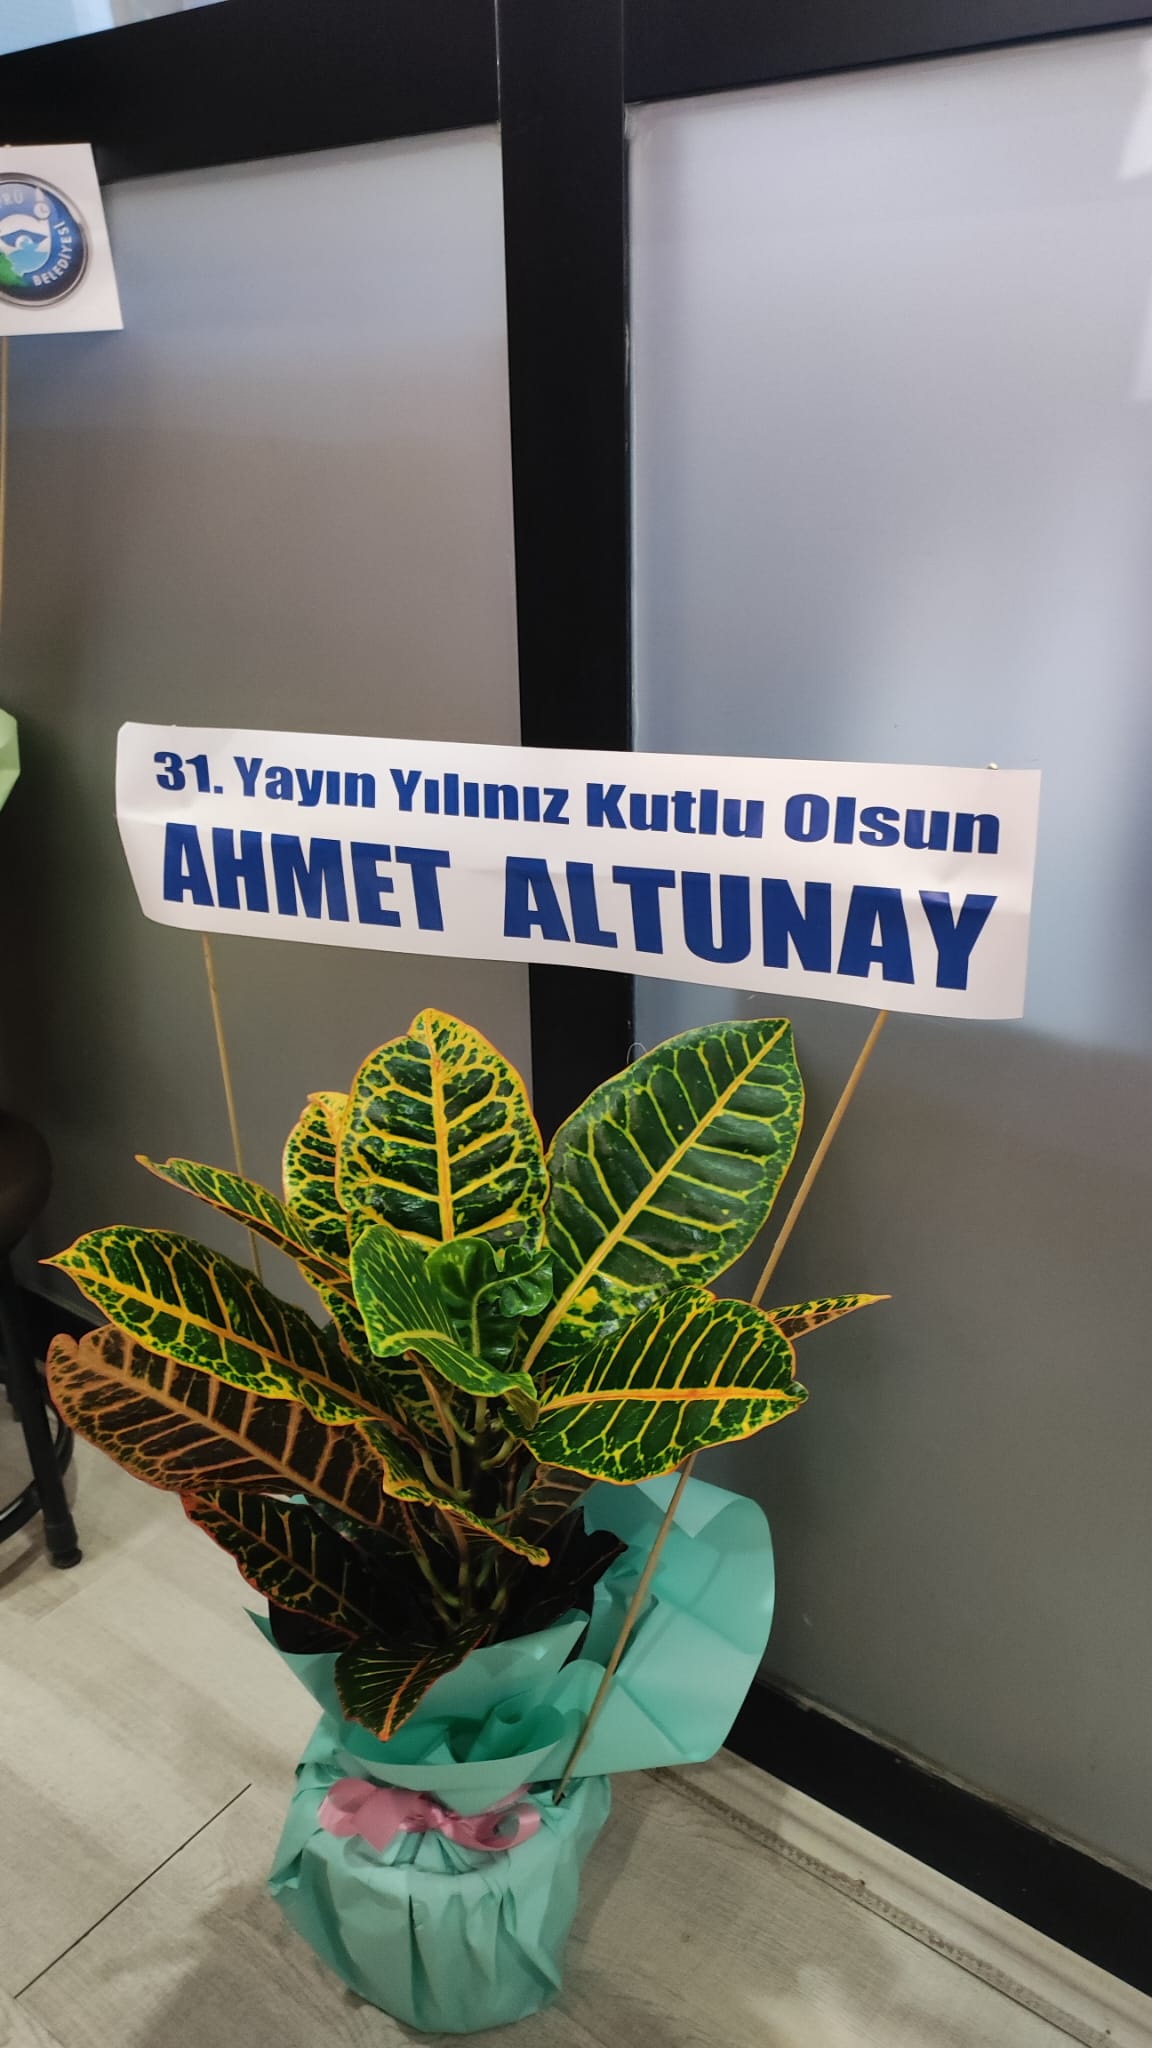 BELEDİYESİ
31. Yayın Yılınız Kutlu Olsun
AHMET ALTUNAY